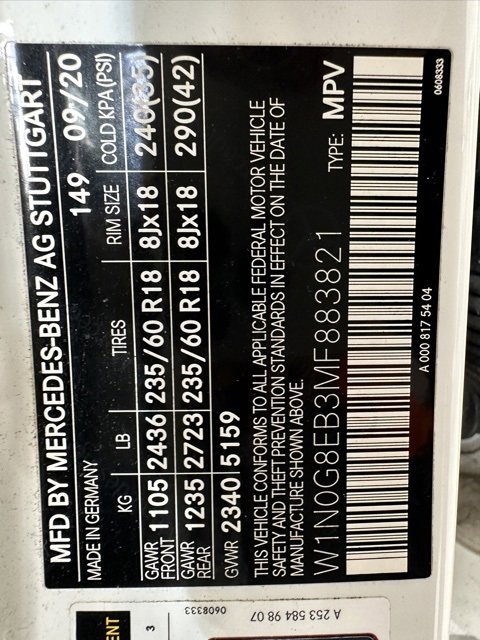 MFD BY MERCEDES-BENZ AG STUTTGART
MADE IN GERMANY 149 09/20
KG LB TIRES RIM SIZE COLD KPA(PSI)
GAWR FRONT 1105 2436 235/60 R18 8Jx18 240(35)
GAWR REAR 1235 2723 235/60 R18 8Jx18 290(42)
GVWR 2340 5159
THIS VEHICLE CONFORMS TO ALL APPLICABLE FEDERAL MOTOR VEHICLE
SAFETY AND THEFT PREVENTION STANDARDS IN EFFECT ON THE DATE OF
MANUFACTURE SHOWN ABOVE.
W1N0G8EB3MF883821 TYPE: MPV
A 000 817 54 04
0608333
0608333
3
A 253 584 98 07